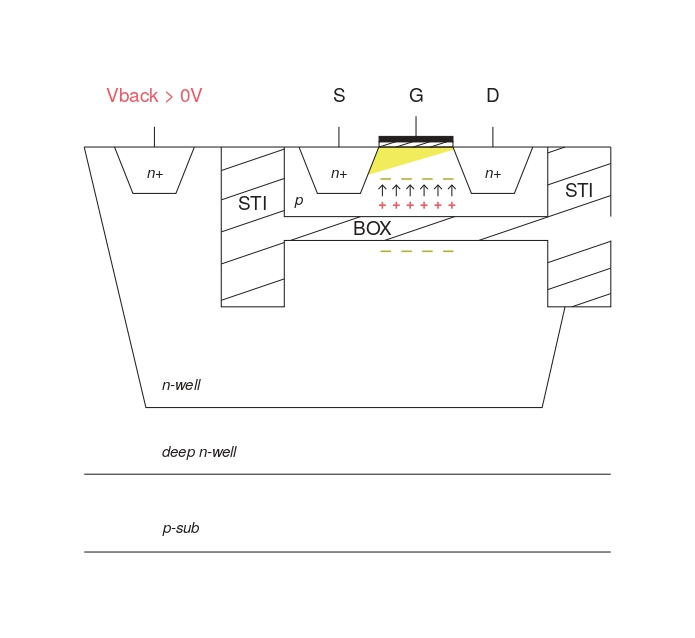 Vback > 0V
S
G
D
n+
n+
n+
STI
p
STI
BOX
n-well
deep n-well
p-sub